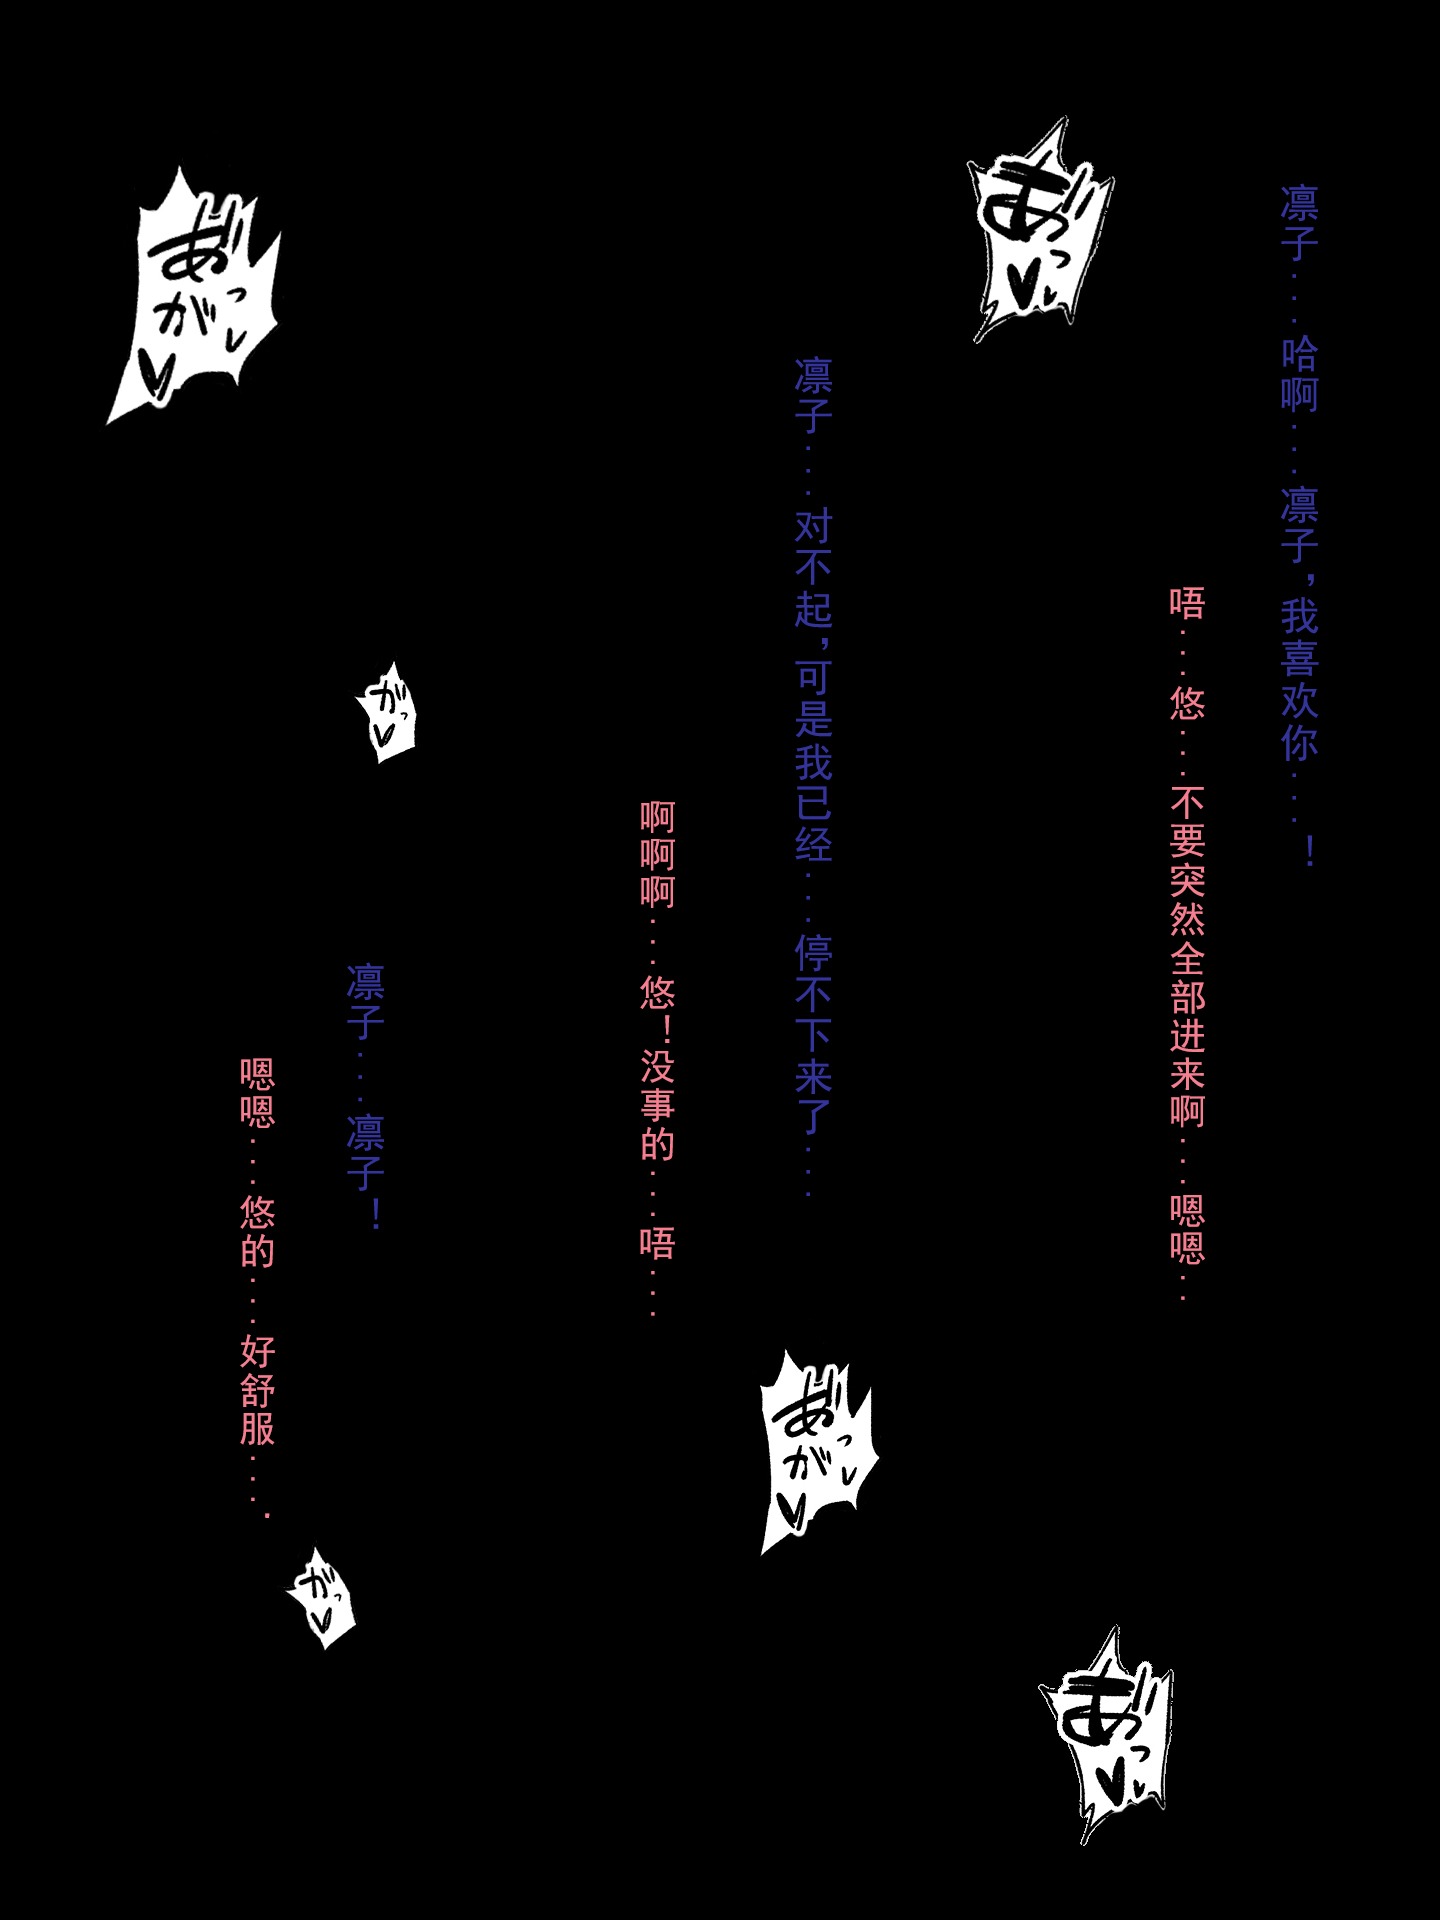 凛子…哈啊…凛子，我喜欢你…！
唔…悠…不要突然全部进来啊…嗯嗯‥
あ゛っ♥♥
凛子…对不起，可是我已经…停不下来了…
啊啊啊…悠！没事的…唔…
がっ♥
凛子…凛子！
嗯嗯…悠的…好舒服….
あ゛がっ♥♥
あ゛がっ♥♥
がっ♥
あ゛っ♥♥